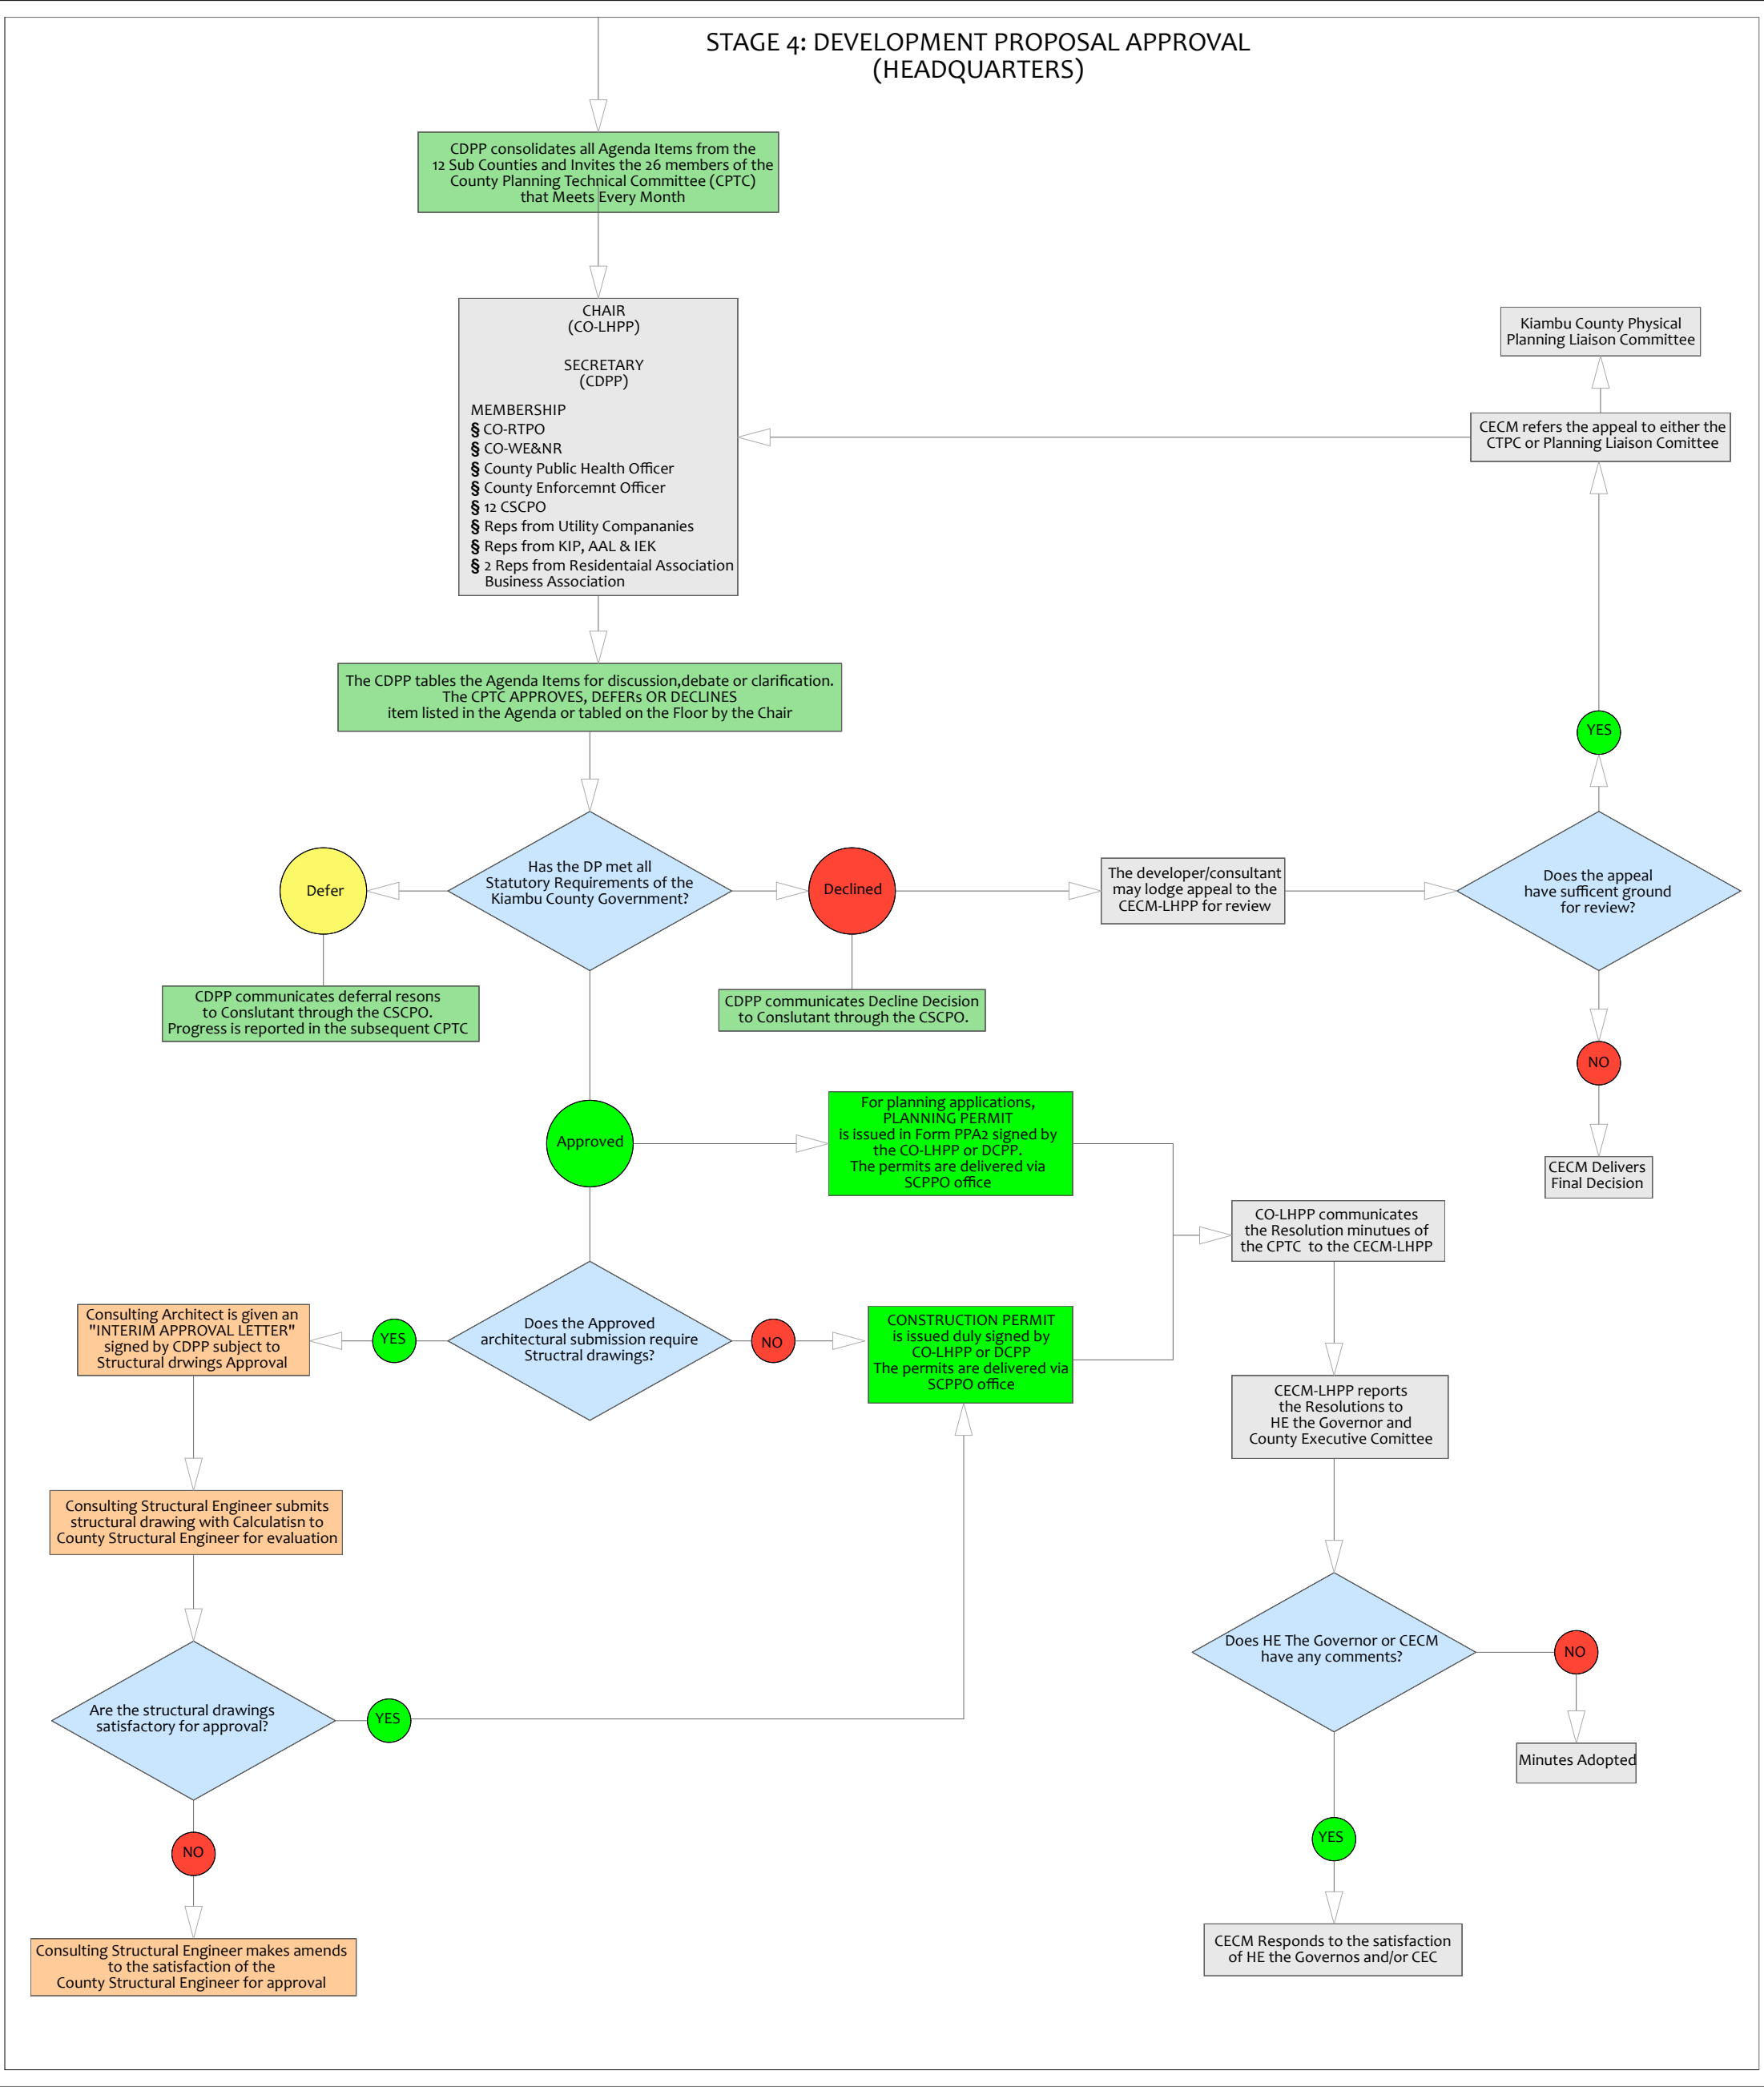 STAGE 4: DEVELOPMENT PROPOSAL APPROVAL
(HEADQUARTERS)
CDPP consolidates all Agenda Items from the
12 Sub Counties and Invites the 26 members of the
County Planning Technical Committee (CPTC)
that Meets Every Month
CHAIR
(CO-LHPP)
SECRETARY
(CDPP)
MEMBERSHIP
§ CO-RTPO
§ CO-WE&NR
§ County Public Health Officer
§ County Enforcemnt Officer
§ 12 CSCPO
§ Reps from Utility Compananies
§ Reps from KIP, AAL & IEK
§ 2 Reps from Residentaial Association
Business Association
Kiambu County Physical
Planning Liaison Committee
CECM refers the appeal to either the
CTPC or Planning Liaison Comittee
The CDPP tables the Agenda Items for discussion,debate or clarification.
The CPTC APPROVES, DEFERs OR DECLINES
item listed in the Agenda or tabled on the Floor by the Chair
YES
Defer
Has the DP met all
Statutory Requirements of the
Kiambu County Government?
Declined
The developer/consultant
may lodge appeal to the
CECM-LHPP for review
Does the appeal
have sufficent ground
for review?
CDPP communicates deferral resons
to Conslutant through the CSCPO.
Progress is reported in the subsequent CPTC
CDPP communicates Decline Decision
to Conslutant through the CSCPO.
NO
CECM Delivers
Final Decision
Approved
For planning applications,
PLANNING PERMIT
is issued in Form PPA2 signed by
the CO-LHPP or DCPP.
The permits are delivered via
SCPPO office
CO-LHPP communicates
the Resolution minutues of
the CPTC to the CECM-LHPP
Consulting Architect is given an
"INTERIM APPROVAL LETTER"
signed by CDPP subject to
Structural drwings Approval
YES
Does the Approved
architectural submission require
Structral drawings?
NO
CONSTRUCTION PERMIT
is issued duly signed by
CO-LHPP or DCPP
The permits are delivered via
SCPPO office
CECM-LHPP reports
the Resolutions to
HE the Governor and
County Executive Comittee
Consulting Structural Engineer submits
structural drawing with Calculatisn to
County Structural Engineer for evaluation
Does HE The Governor or CECM
have any comments?
NO
Minutes Adopted
Are the structural drawings
satisfactory for approval?
YES
YES
NO
CECM Responds to the satisfaction
of HE the Governos and/or CEC
Consulting Structural Engineer makes amends
to the satisfaction of the
County Structural Engineer for approval